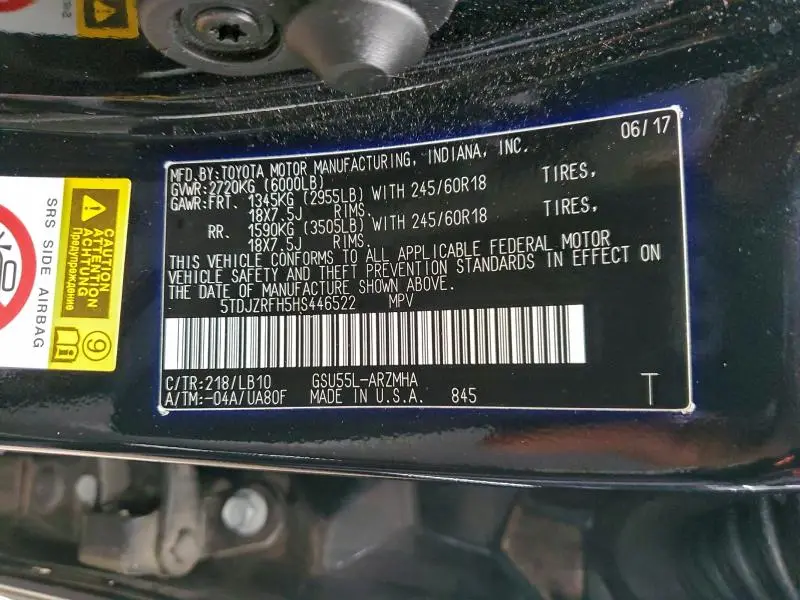 06/17
MFD.BY:TOYOTA MOTOR MANUFACTURING, INDIANA, INC.
GVWR:2720KG (6000LB)
GAWR:FRT. 1345KG (2955LB) WITH 245/60R18 TIRES,
18X7.5J RIMS.
RR. 1590KG (3505LB) WITH 245/60R18 TIRES,
18X7.5J RIMS.
THIS VEHICLE CONFORMS TO ALL APPLICABLE FEDERAL MOTOR
VEHICLE SAFETY AND THEFT PREVENTION STANDARDS IN EFFECT ON
THE DATE OF MANUFACTURE SHOWN ABOVE.
5TDJZRFH5HS446522 MPV
C/TR:218/LB10 GSU55L-ARZMHA
A/TM:-04A/UA80F MADE IN U.S.A. 845
T
SRS SIDE AIRBAG
CAUTION
ATTENTION
ACHTUNG
Предупреждение
9